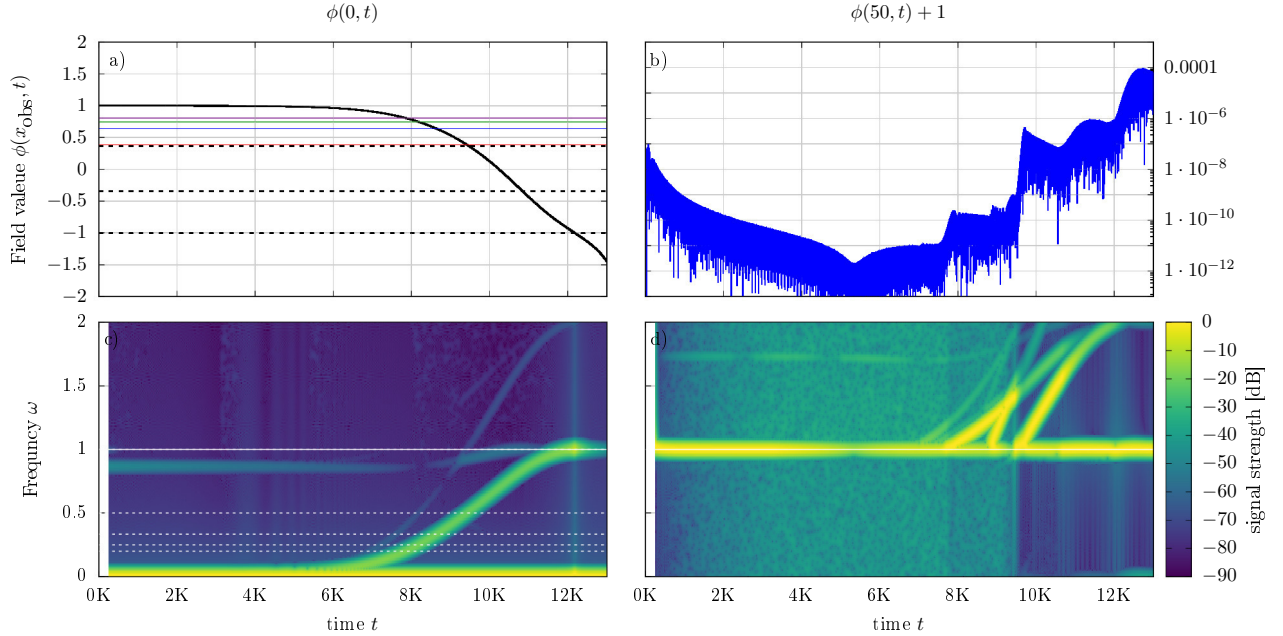 ϕ(0, t)
ϕ(50, t) + 1
a)
b)
Field valeue ϕ(x_obs, t)
2
1.5
1
0.5
0
−0.5
−1
−1.5
−2
0.0001
1 · 10^−6
1 · 10^−8
1 · 10^−10
1 · 10^−12
c)
d)
Frequncy ω
2
1.5
1
0.5
0
0
−10
−20
−30
−40
−50
−60
−70
−80
−90
signal strength [dB]
0K 2K 4K 6K 8K 10K 12K
0K 2K 4K 6K 8K 10K 12K
time t
time t